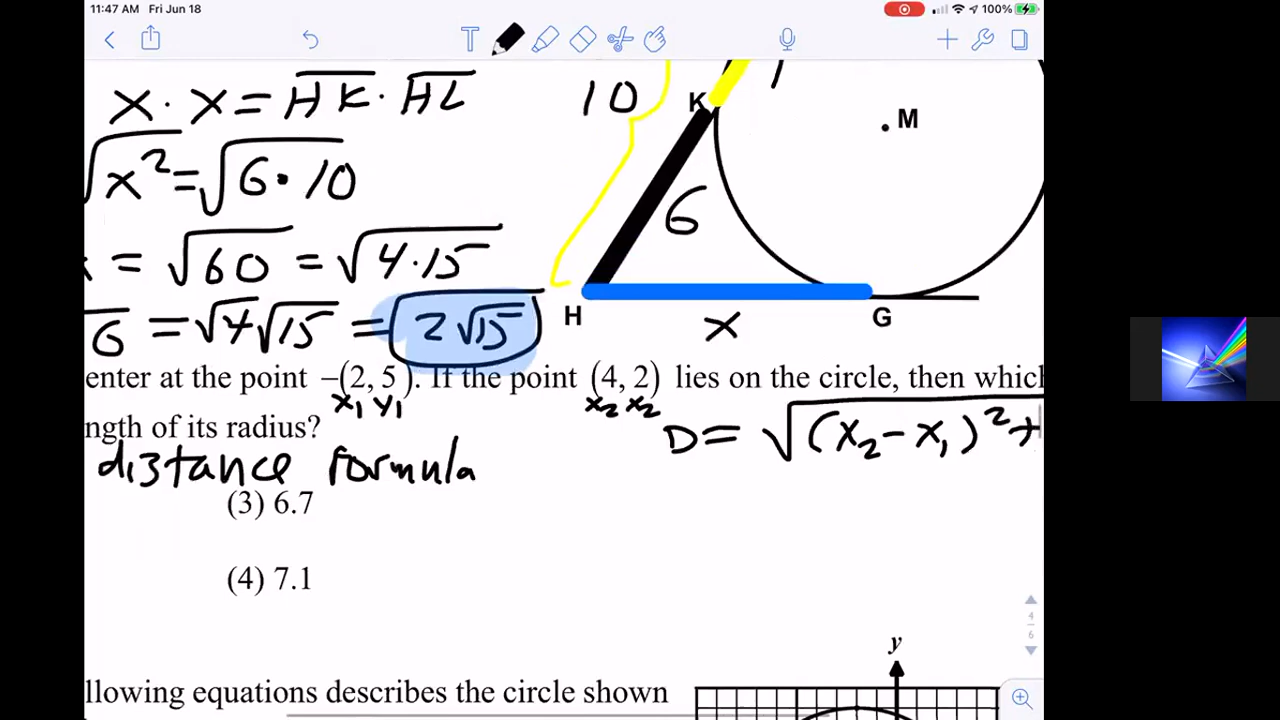 11:47 AM Fri Jun 18
100%
T
x · x = HK · HL
√x² = √6 · 10
= √60 = √4·15
6 = √4√15 = 2√15
10
K
M
6
H
x
G
enter at the point –(2, 5). If the point (4, 2) lies on the circle, then which
x₁ y₁ x₂ x₂
ngth of its radius?
D = √(x₂ - x₁)² +
distance formula
(3) 6.7
(4) 7.1
y
llowing equations describes the circle shown
4
6